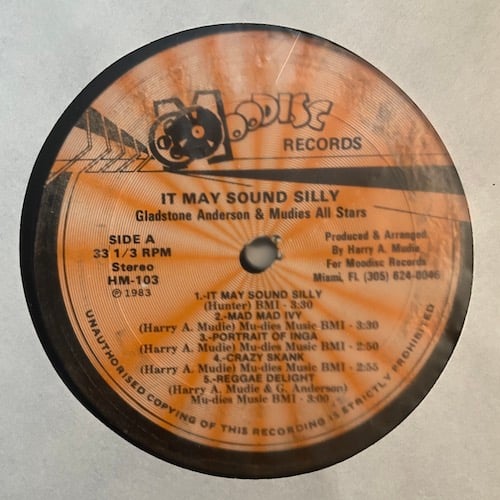 MOODISC
RECORDS
IT MAY SOUND SILLY
Gladstone Anderson & Mudies All Stars
SIDE A
33 1/3 RPM
Stereo
HM-103
℗ 1983
Produced & Arranged
By Harry A. Mudie,
For Moodisc Records
Miami, Fl. (305) 624-8046
1.-IT MAY SOUND SILLY
(Hunter) BMI - 3:30
2.-MAD MAD IVY
(Harry A. Mudie) Mu-dies Music BMI - 3:30
3.-PORTRAIT OF INGA
(Harry A. Mudie) Mu-dies Music BMI - 2:50
4.-CRAZY SKANK
(Harry A. Mudie) Mu-dies Music BMI - 2:55
5.-REGGAE DELIGHT
(Harry A. Mudie & G. Anderson)
Mu-dies Music BMI - 3:00
UNAUTHORISED COPYING OF THIS RECORDING IS STRICTLY PROHIBITED